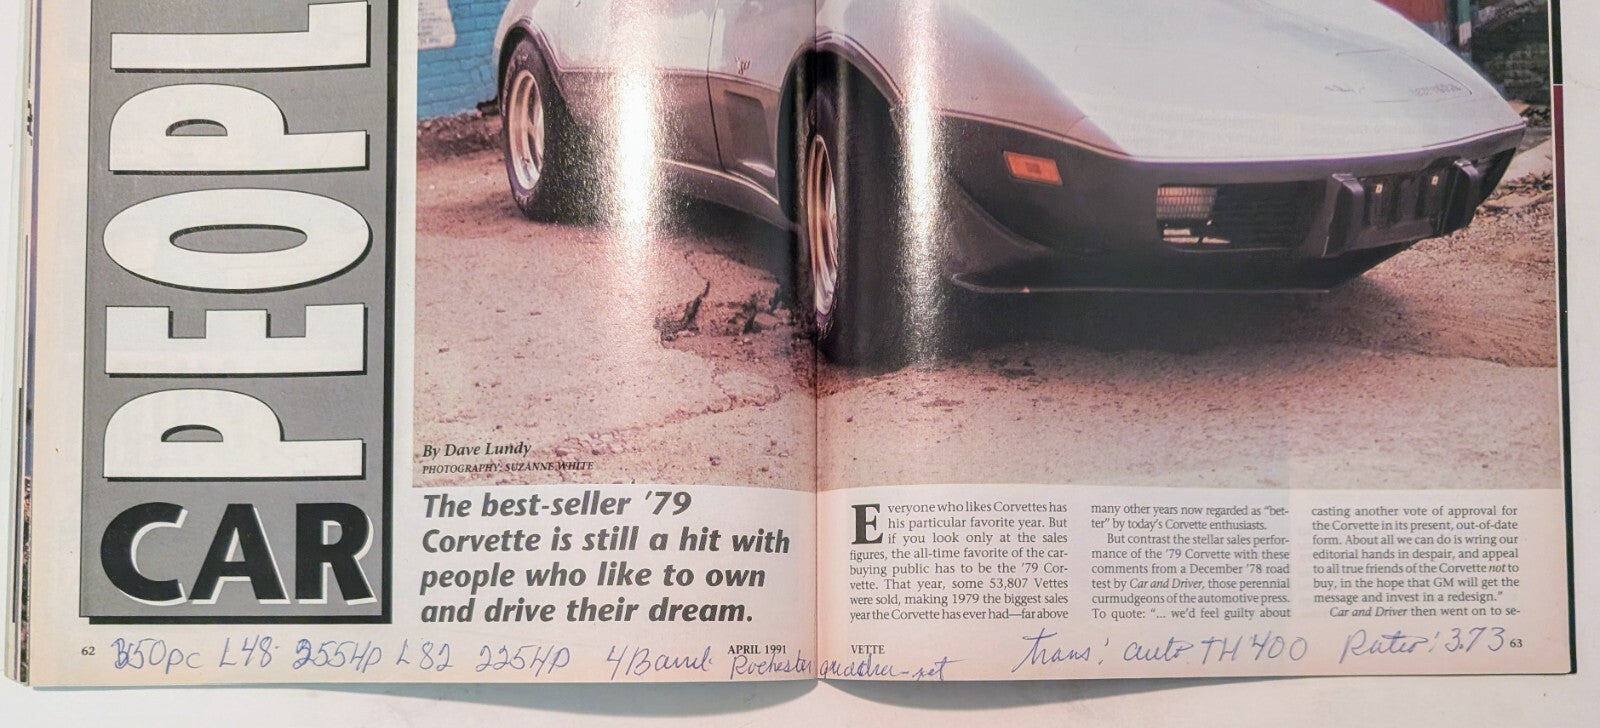 PEOPL
CAR
By Dave Lundy
PHOTOGRAPHY: SUZANNE WHITE
The best-seller '79
Corvette is still a hit with
people who like to own
and drive their dream.
Everyone who likes Corvettes has
his particular favorite year. But
if you look only at the sales
figures, the all-time favorite of the car-
buying public has to be the '79 Cor-
vette. That year, some 53,807 Vettes
were sold, making 1979 the biggest sales
year the Corvette has ever had—far above
many other years now regarded as "bet-
ter" by today's Corvette enthusiasts.
But contrast the stellar sales perfor-
mance of the '79 Corvette with these
comments from a December '78 road
test by Car and Driver, those perennial
curmudgeons of the automotive press.
To quote: "... we'd feel guilty about
casting another vote of approval for
the Corvette in its present, out-of-date
form. About all we can do is wring our
editorial hands in despair, and appeal
to all true friends of the Corvette not to
buy, in the hope that GM will get the
message and invest in a redesign."
Car and Driver then went on to se-
62
APRIL 1991
VETTE
63
350pc L48 255HP L82 225HP 4 Barrel Rochester
trans: auto TH 400 Ratio: 3.73